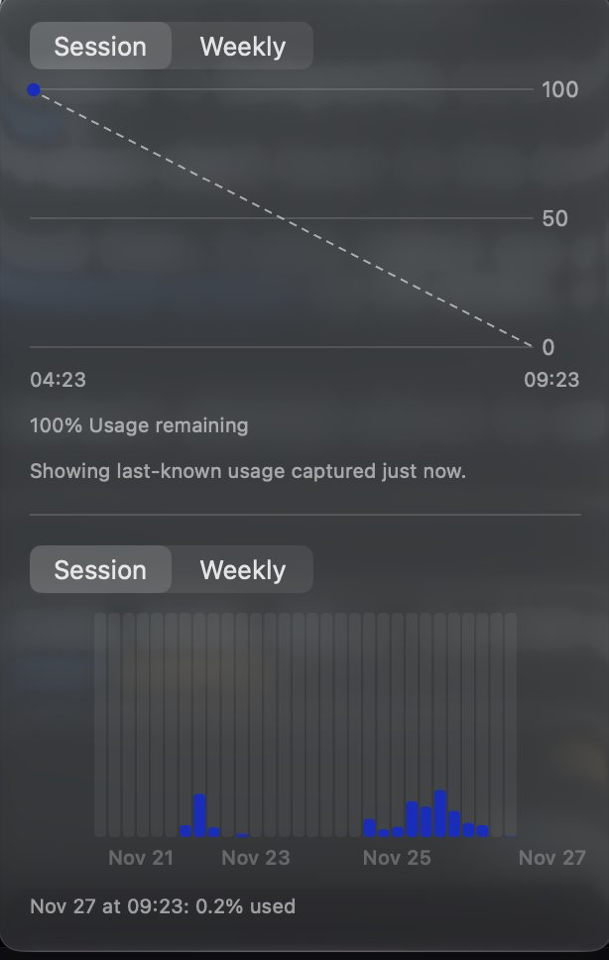 Session Weekly
100
50
0
04:23 09:23
100% Usage remaining
Showing last-known usage captured just now.
Session Weekly
Nov 21 Nov 23 Nov 25 Nov 27
Nov 27 at 09:23: 0.2% used